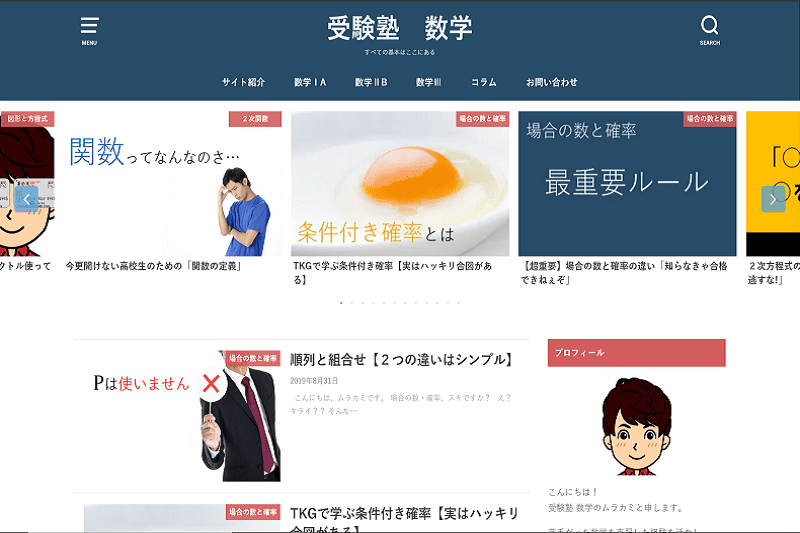 MENU
受験塾　数学
すべての基本はここにある
SEARCH
サイト紹介
数学ⅠA
数学ⅡB
数学Ⅲ
コラム
お問い合わせ
図形と方程式
クトル使って
２次関数
関数ってなんなのさ…
今更聞けない高校生のための「関数の定義」
場合の数と確率
条件付き確率とは
TKGで学ぶ条件付き確率【実はハッキリ合図があ
る】
場合の数と確率
場合の数と確率
最重要ルール
【超重要】場合の数と確率の違い「知らなきゃ合格
できねぇぞ」
「〇
〇を
２次方程式の
逃すな!」
場合の数と確率
Pは使いません
順列と組合せ【２つの違いはシンプル】
2019年8月31日
こんにちは、ムラカミです。 場合の数・確率、スキですか？ え？
キライ？？ そんな…
場合の数と確率
TKGで学ぶ条件付き確率【実はハッキリ
合図がある】
プロフィール
こんにちは！
受験塾 数学のムラカミと申します。